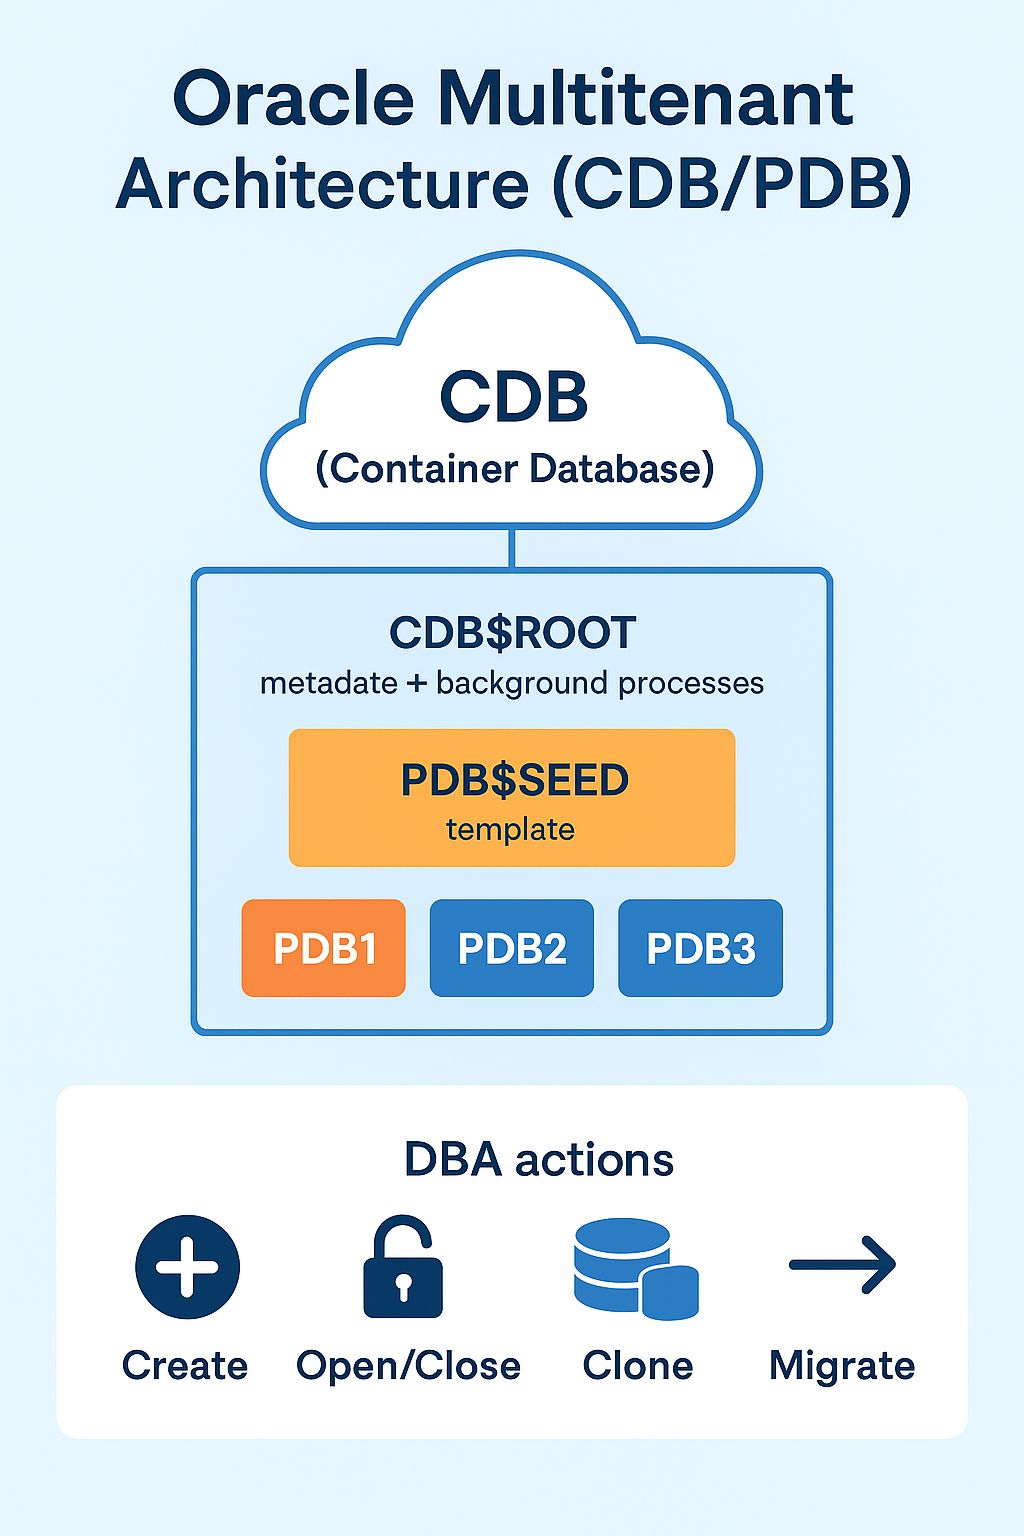 Oracle Multitenant
Architecture (CDB/PDB)
CDB
(Container Database)
CDB$ROOT
metadate + background processes
PDB$SEED
template
PDB1 PDB2 PDB3
DBA actions
Create Open/Close Clone Migrate